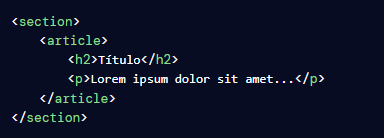 <section>
<article>
<h2>Título</h2>
<p>Lorem ipsum dolor sit amet...</p>
</article>
</section>